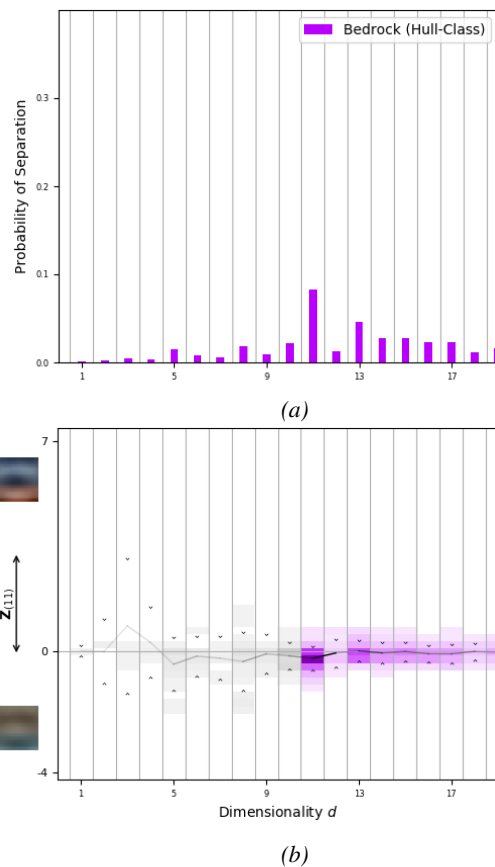 Bedrock (Hull-Class)
Probability of Separation
0.3
0.2
0.1
0.0
1 5 9 13 17
(a)
7
Z(11)
0
-4
1 5 9 13 17
Dimensionality d
(b)